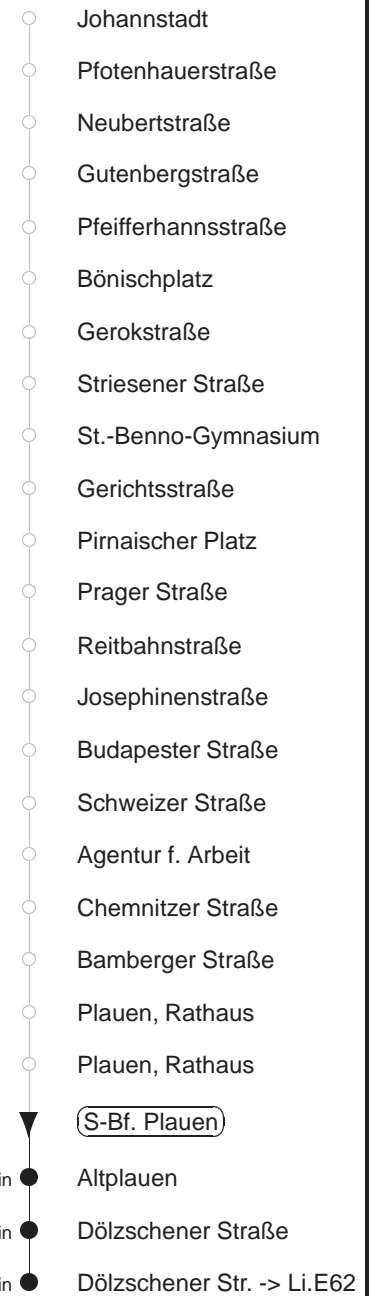 Johannstadt
Pfotenhauerstraße
Neubertstraße
Gutenbergstraße
Pfeifferhannsstraße
Bönischplatz
Gerokstraße
Striesener Straße
St.-Benno-Gymnasium
Gerichtsstraße
Pirnaischer Platz
Prager Straße
Reitbahnstraße
Josephinenstraße
Budapester Straße
Schweizer Straße
Agentur f. Arbeit
Chemnitzer Straße
Bamberger Straße
Plauen, Rathaus
Plauen, Rathaus
S-Bf. Plauen
Altplauen
Dölzschener Straße
Dölzschener Str. -> Li.E62